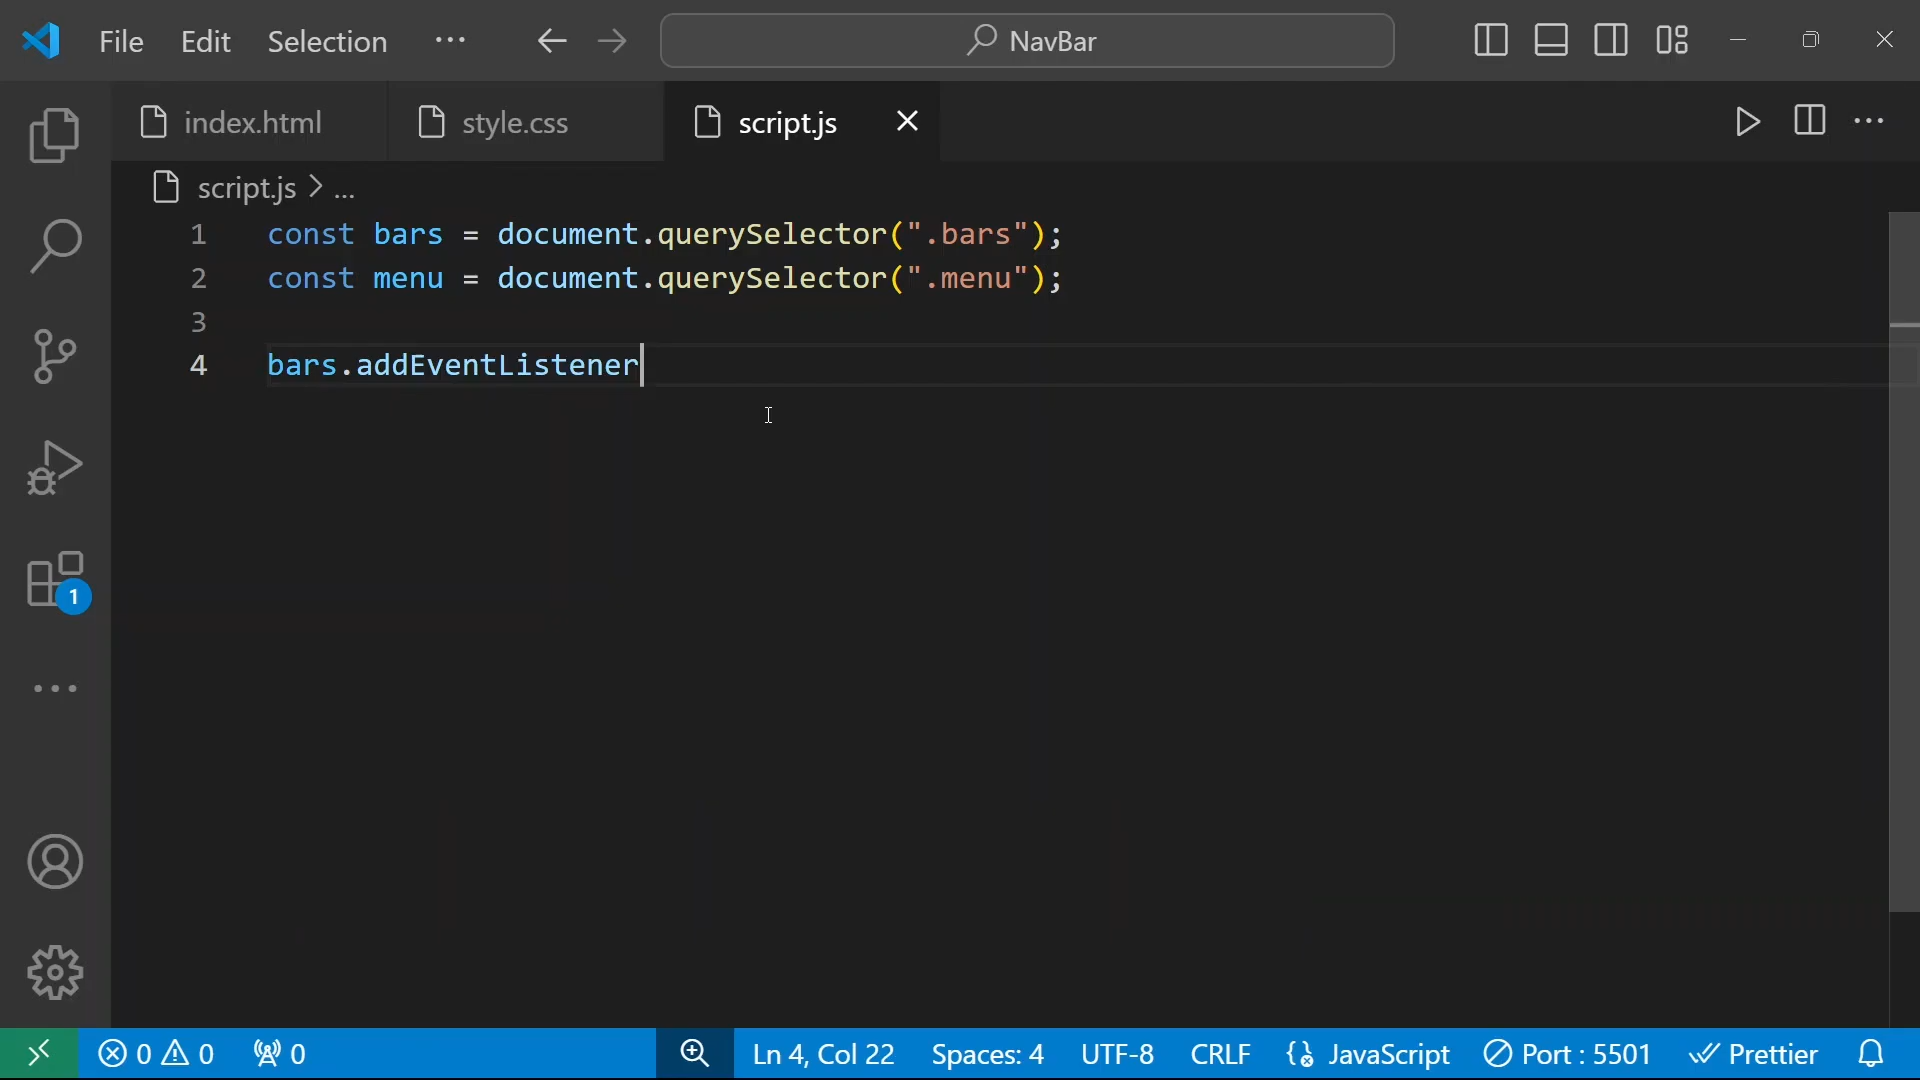 File Edit Selection ··· NavBar
index.html style.css script.js
script.js > ...
1 const bars = document.querySelector(".bars");
2 const menu = document.querySelector(".menu");
3
4 bars.addEventListener
1
0 0 0 Ln 4, Col 22 Spaces: 4 UTF-8 CRLF {} JavaScript Port : 5501 Prettier